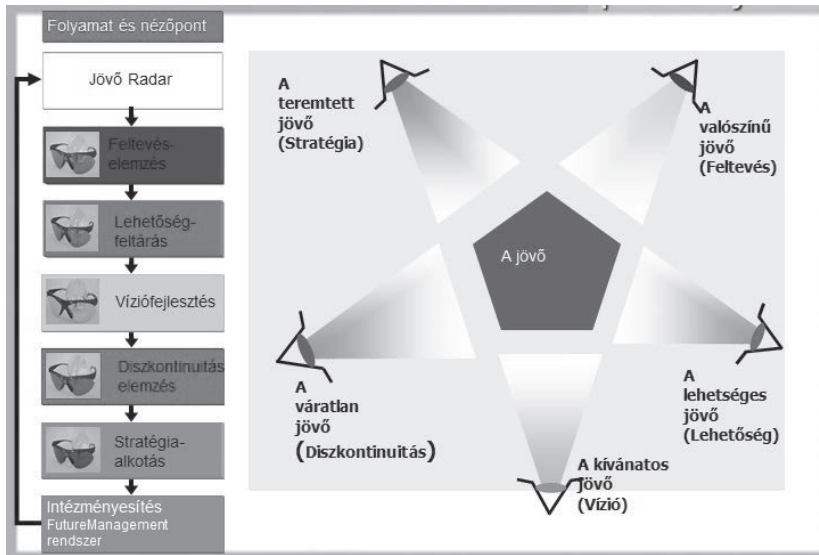 Folyamat és nézőpont
Jövő Radar
Feltevés-
elemzés
Lehetőség-
feltárás
Víziófejlesztés
Diszkontinuitás
elemzés
Stratégia-
alkotás
Intézményesítés
FutureManagement
rendszer
A
teremtett
jövő
(Stratégia)
A
valószínű
jövő
(Feltevés)
A jövő
A
váratlan
jövő
(Diszkontinuitás)
A
lehetséges
jövő
(Lehetőség)
A kívánatos
jövő
(Vízió)